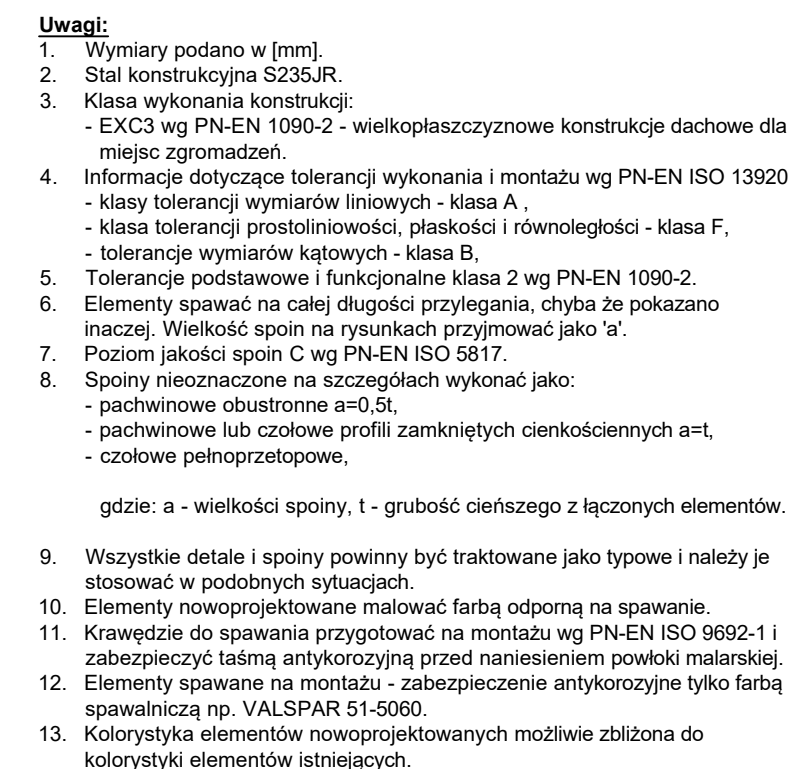 Uwagi:
1. Wymiary podano w [mm].
2. Stal konstrukcyjna S235JR.
3. Klasa wykonania konstrukcji:
- EXC3 wg PN-EN 1090-2 - wielkopłaszczyznowe konstrukcje dachowe dla
miejsc zgromadzeń.
4. Informacje dotyczące tolerancji wykonania i montażu wg PN-EN ISO 13920
- klasy tolerancji wymiarów liniowych - klasa A ,
- klasa tolerancji prostoliniowości, płaskości i równoległości - klasa F,
- tolerancje wymiarów kątowych - klasa B,
5. Tolerancje podstawowe i funkcjonalne klasa 2 wg PN-EN 1090-2.
6. Elementy spawać na całej długości przylegania, chyba że pokazano
inaczej. Wielkość spoin na rysunkach przyjmować jako 'a'.
7. Poziom jakości spoin C wg PN-EN ISO 5817.
8. Spoiny nieoznaczone na szczegółach wykonać jako:
- pachwinowe obustronne a=0,5t,
- pachwinowe lub czołowe profili zamkniętych cienkościennych a=t,
- czołowe pełnoprzetopowe,
gdzie: a - wielkości spoiny, t - grubość cieńszego z łączonych elementów.
9. Wszystkie detale i spoiny powinny być traktowane jako typowe i należy je
stosować w podobnych sytuacjach.
10. Elementy nowoprojektowane malować farbą odporną na spawanie.
11. Krawędzie do spawania przygotować na montażu wg PN-EN ISO 9692-1 i
zabezpieczyć taśmą antykorozyjną przed naniesieniem powłoki malarskiej.
12. Elementy spawane na montażu - zabezpieczenie antykorozyjne tylko farbą
spawalniczą np. VALSPAR 51-5060.
13. Kolorystyka elementów nowoprojektowanych możliwie zbliżona do
kolorystyki elementów istniejących.